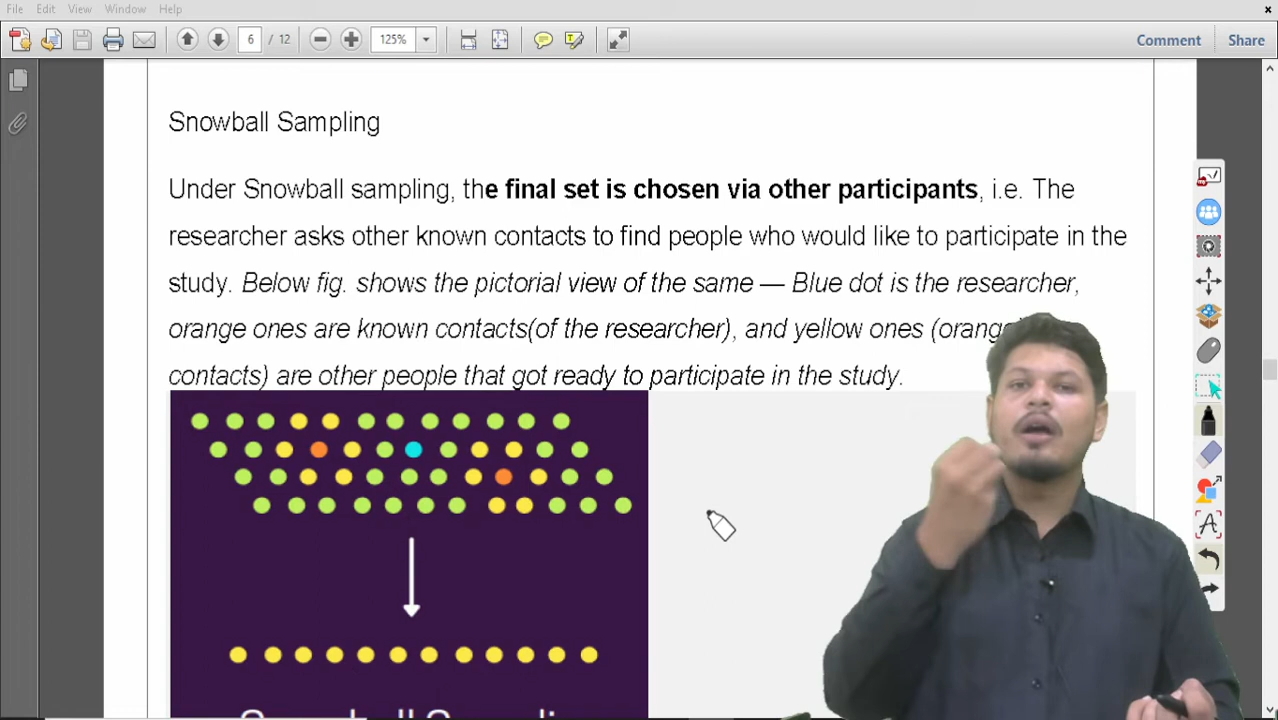 File Edit View Window Help
6 / 12 125% Comment Share
Snowball Sampling
Under Snowball sampling, the final set is chosen via other participants, i.e. The
researcher asks other known contacts to find people who would like to participate in the
study. Below fig. shows the pictorial view of the same — Blue dot is the researcher,
orange ones are known contacts(of the researcher), and yellow ones (orange
contacts) are other people that got ready to participate in the study.